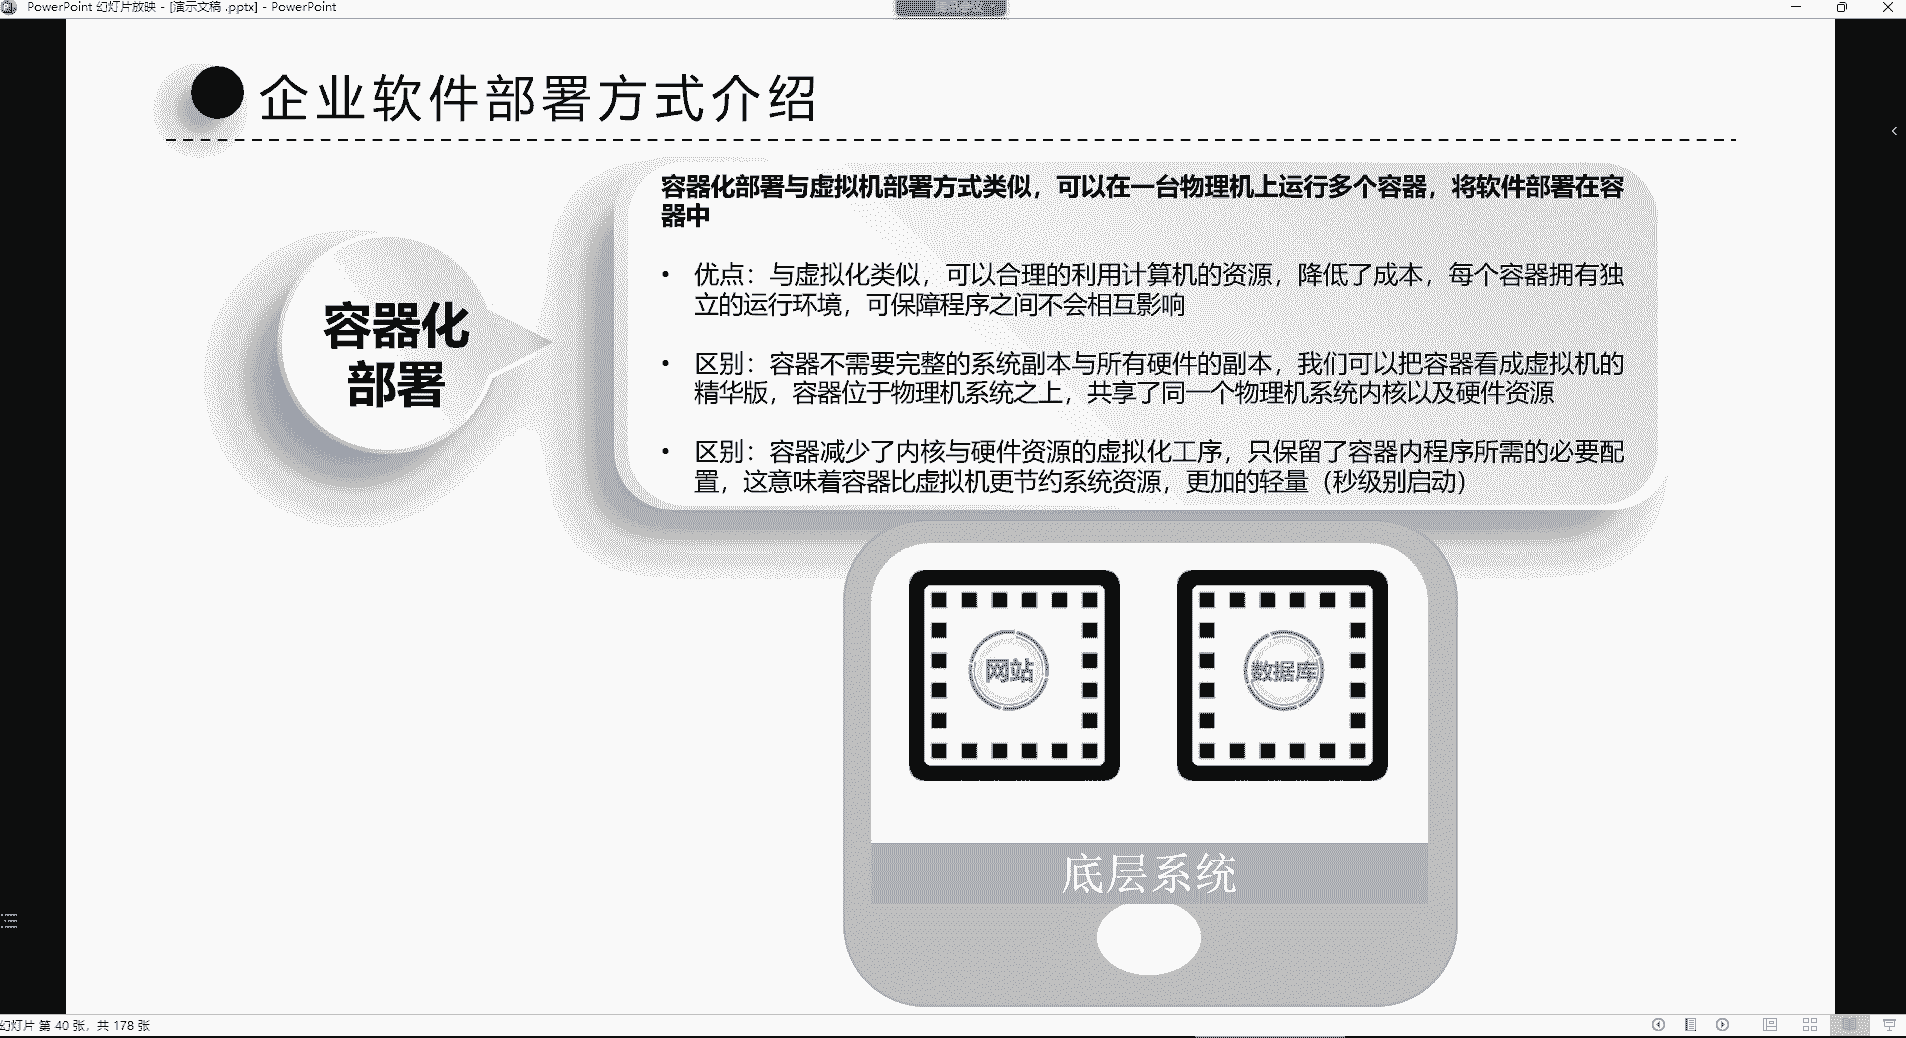 PowerPoint 幻灯片放映 - [演示文稿 .pptx] - PowerPoint
企业软件部署方式介绍
容器化部署与虚拟机部署方式类似，可以在一台物理机上运行多个容器，将软件部署在容
器中
• 优点：与虚拟化类似，可以合理的利用计算机的资源，降低了成本，每个容器拥有独
立的运行环境，可保障程序之间不会相互影响
• 区别：容器不需要完整的系统副本与所有硬件的副本，我们可以把容器看成虚拟机的
精华版，容器位于物理机系统之上，共享了同一个物理机系统内核以及硬件资源
• 区别：容器减少了内核与硬件资源的虚拟化工序，只保留了容器内程序所需的必要配
置，这意味着容器比虚拟机更节约系统资源，更加的轻量（秒级别启动）
容器化
部署
网站
数据库
底层系统
幻灯片 第 40 张，共 178 张